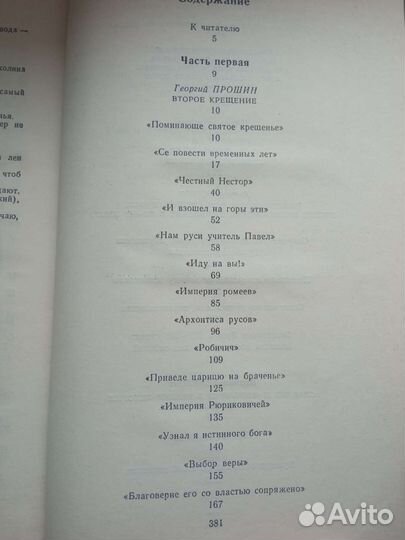 Содержание
К читателю
5
Часть первая
9
Георгий ПРОШИН
ВТОРОЕ КРЕЩЕНИЕ
10
«Поминающе святое крещенье»
10
«Се повести временных лет»
17
«Честный Нестор»
40
«И взошел на горы эти»
52
«Нам руси учитель Павел»
58
«Иду на вы!»
69
«Империя ромеев»
85
«Архонтиса русов»
96
«Робичич»
109
«Приведе царицю на браченье»
125
«Империя Рюриковичей»
135
«Узнал я истинного бога»
140
«Выбор веры»
155
«Благоверие его со властью сопряжено»
167
381
Avito